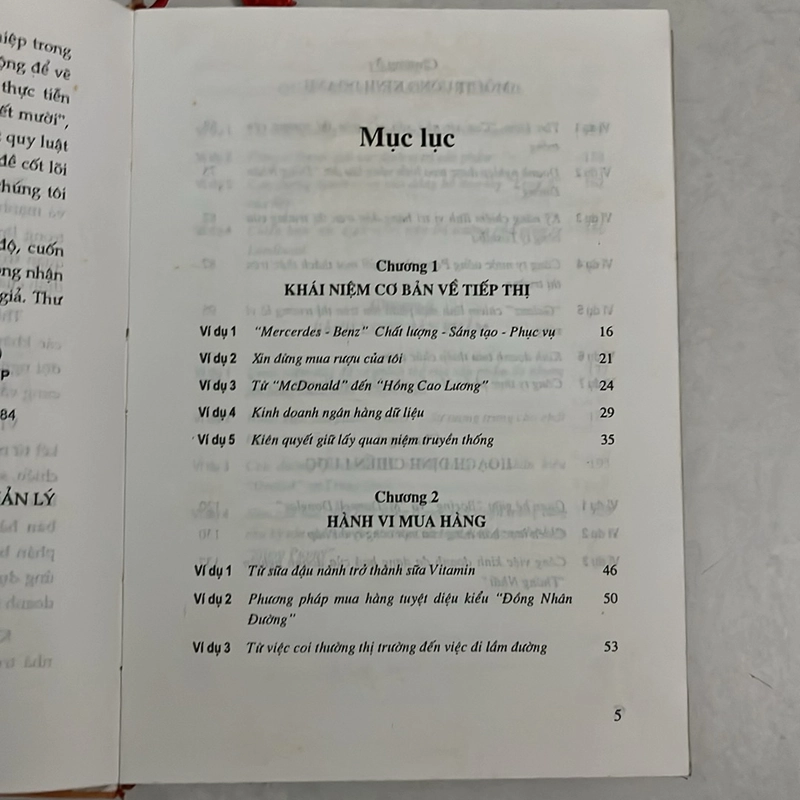 iệp trong
ộng để vẽ
thực tiễn
ết mười",
quy luật
đề cốt lõi
húng tôi
độ, cuốn
ng nhận
giả. Thư
P
84
ẢN LÝ
Mục lục
Chương 1
KHÁI NIỆM CƠ BẢN VỀ TIẾP THỊ
Ví dụ 1 "Mercerdes - Benz" Chất lượng - Sáng tạo - Phục vụ 16
Ví dụ 2 Xin đừng mua rượu của tôi 21
Ví dụ 3 Từ "McDonald" đến "Hồng Cao Lương" 24
Ví dụ 4 Kinh doanh ngân hàng dữ liệu 29
Ví dụ 5 Kiên quyết giữ lấy quan niệm truyền thống 35
Chương 2
HÀNH VI MUA HÀNG
Ví dụ 1 Từ sữa đậu nành trở thành sữa Vitamin 46
Ví dụ 2 Phương pháp mua hàng tuyệt diệu kiểu "Đồng Nhân 50
Đường"
Ví dụ 3 Từ việc coi thường thị trường đến việc đi lầm đường 53
5